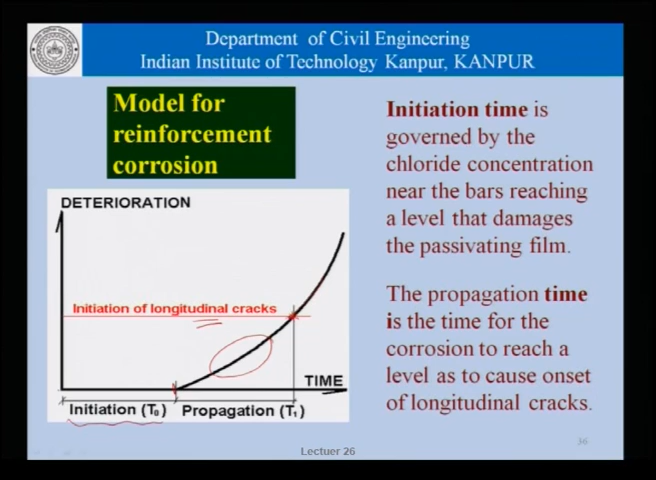 Department of Civil Engineering
Indian Institute of Technology Kanpur, KANPUR
Model for
reinforcement
corrosion
DETERIORATION
Initiation of longitudinal cracks
TIME
Initiation (T₀)
Propagation (T₁)
Initiation time is
governed by the
chloride concentration
near the bars reaching
a level that damages
the passivating film.
The propagation time
is the time for the
corrosion to reach a
level as to cause onset
of longitudinal cracks.
36
Lectuer 26